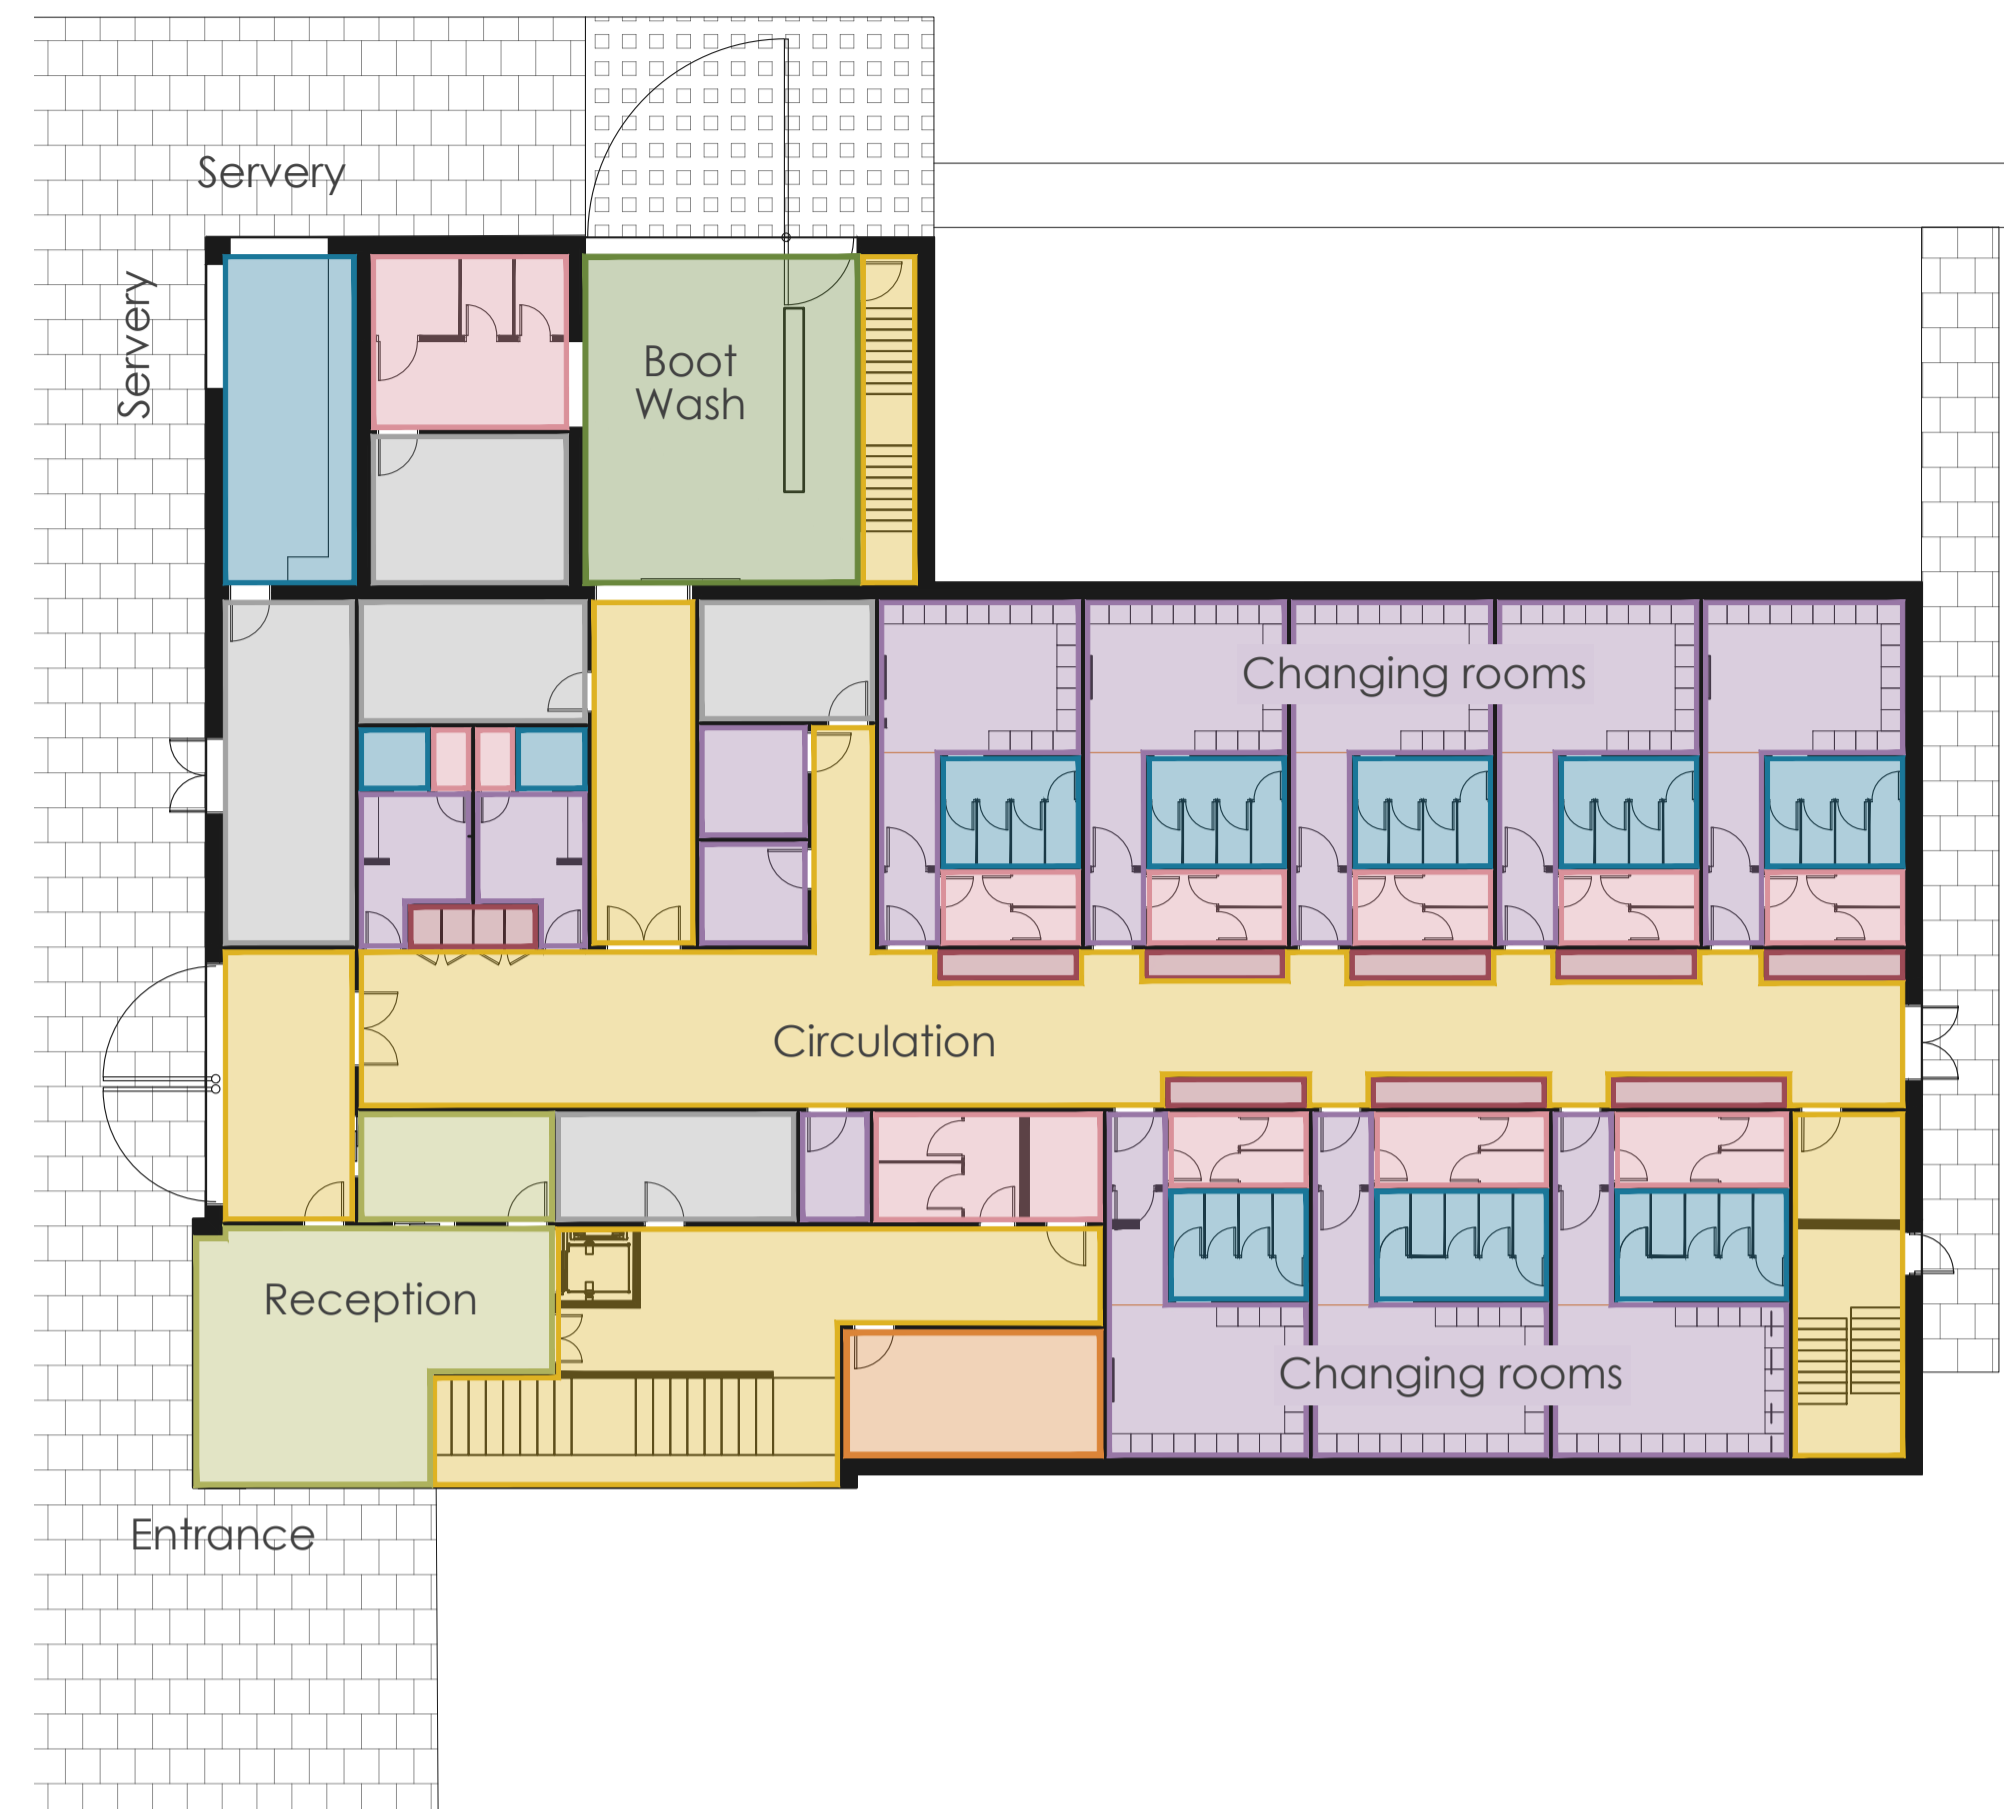 Servery
Servery
Boot
Wash
Changing rooms
Circulation
Reception
Changing rooms
Entrance